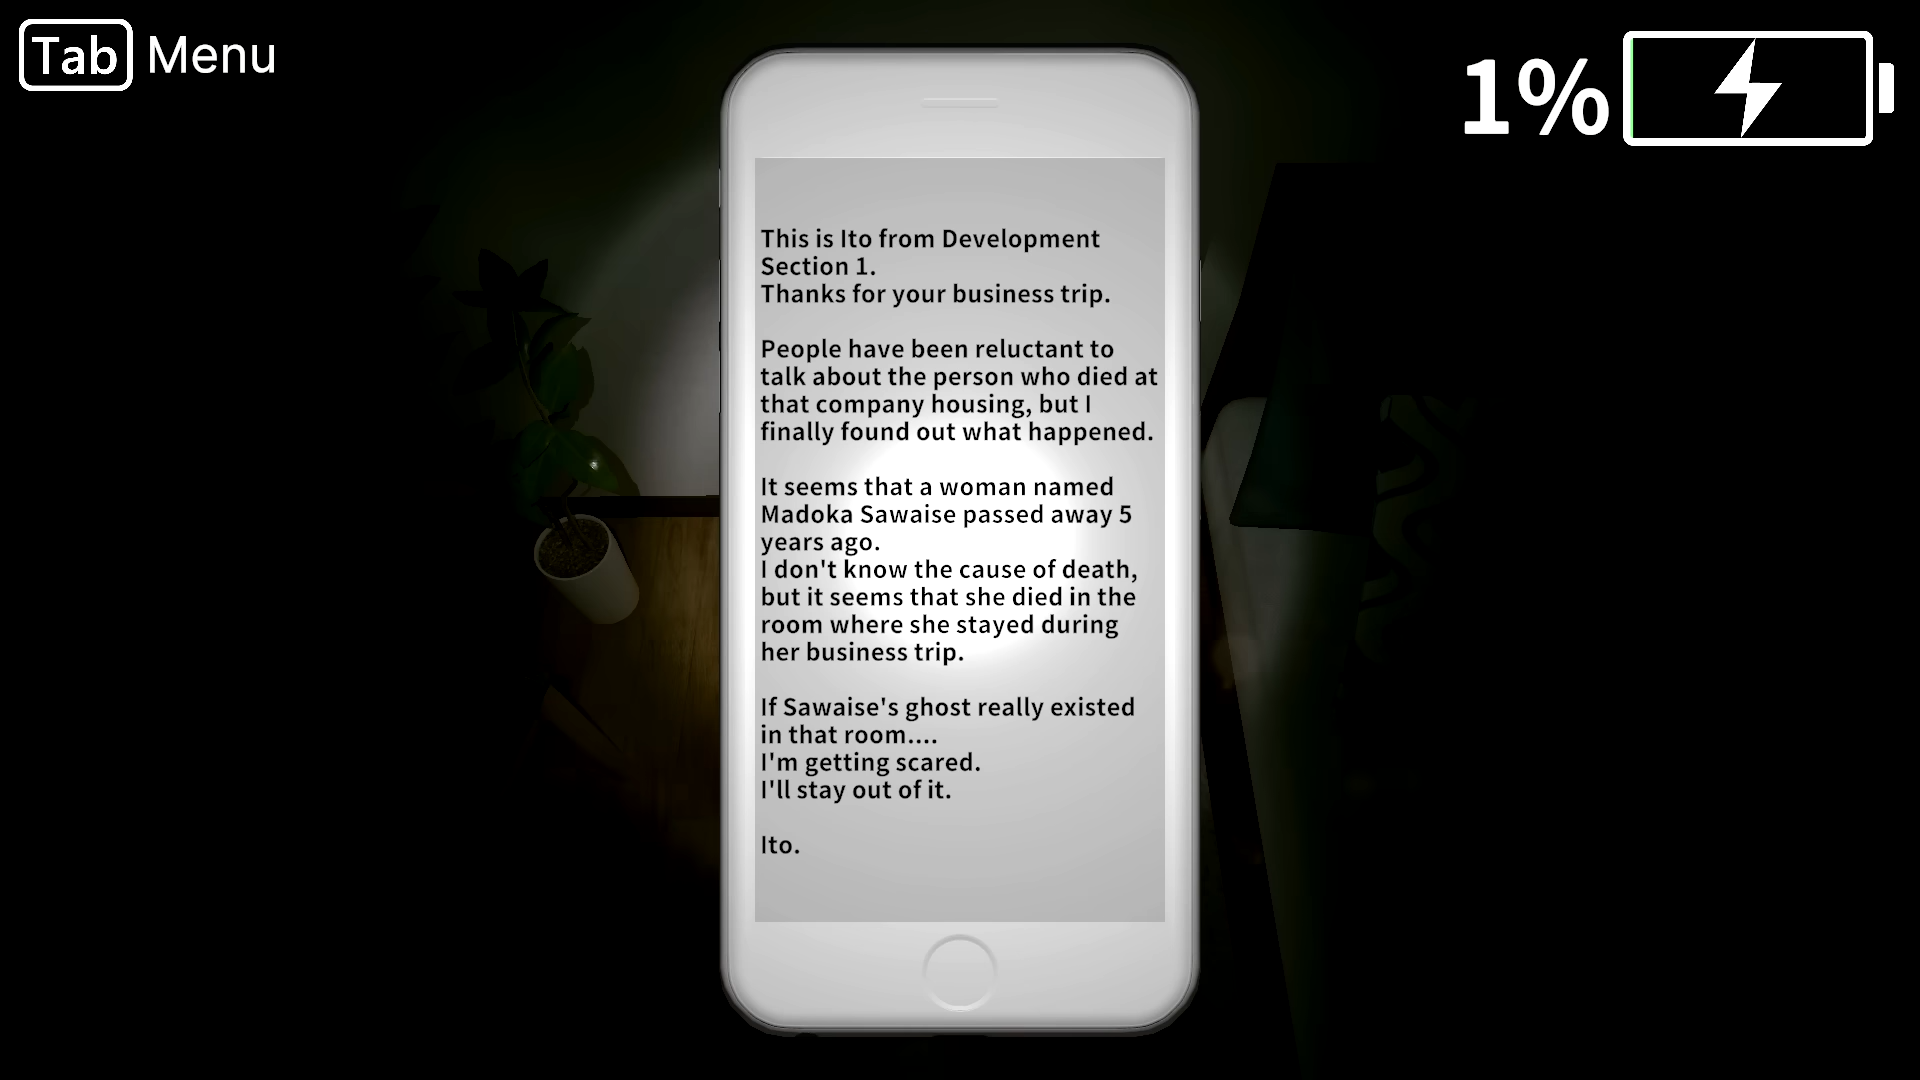 Tab Menu
1%
This is Ito from Development
Section 1.
Thanks for your business trip.
People have been reluctant to
talk about the person who died at
that company housing, but I
finally found out what happened.
It seems that a woman named
Madoka Sawaise passed away 5
years ago.
I don't know the cause of death,
but it seems that she died in the
room where she stayed during
her business trip.
If Sawaise's ghost really existed
in that room....
I'm getting scared.
I'll stay out of it.
Ito.